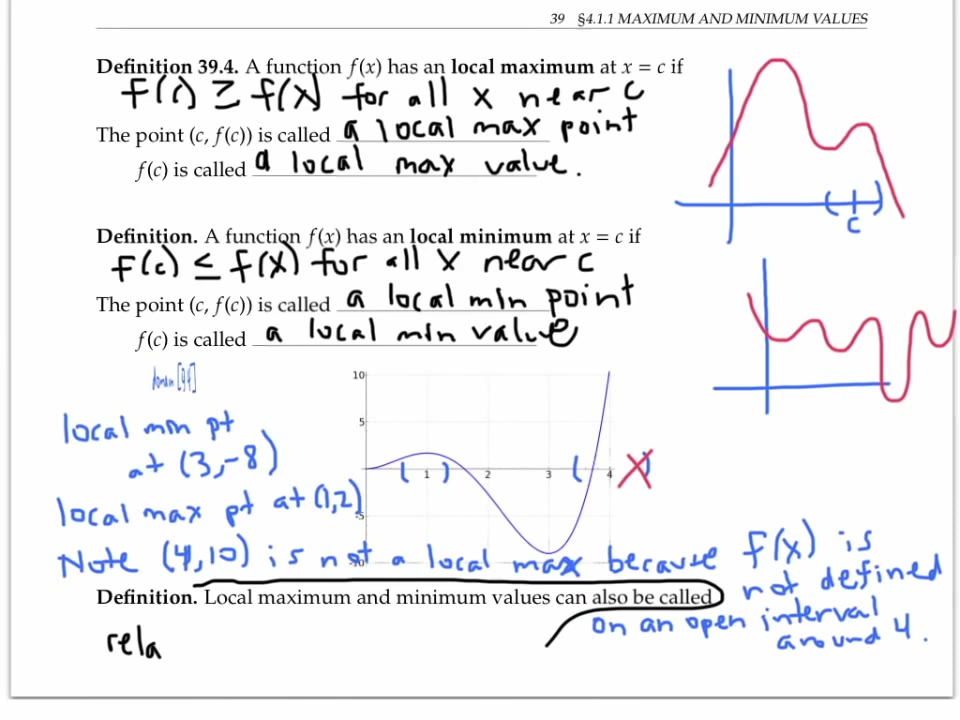 39 §4.1.1 MAXIMUM AND MINIMUM VALUES
Definition 39.4. A function f(x) has an local maximum at x = c if
f(c) ≥ f(x) for all x near c
The point (c, f(c)) is called a local max point
f(c) is called a local max value.
c
Definition. A function f(x) has an local minimum at x = c if
f(c) ≤ f(x) for all x near c
The point (c, f(c)) is called a local min point
f(c) is called a local min value
domain [0,4]
10
5
1 2 3 4
local min pt
at (3,-8)
local max pt at (1,2)
Note (4,10) is not a local max because f(x) is
not defined
on an open interval
around 4.
Definition. Local maximum and minimum values can also be called
rela